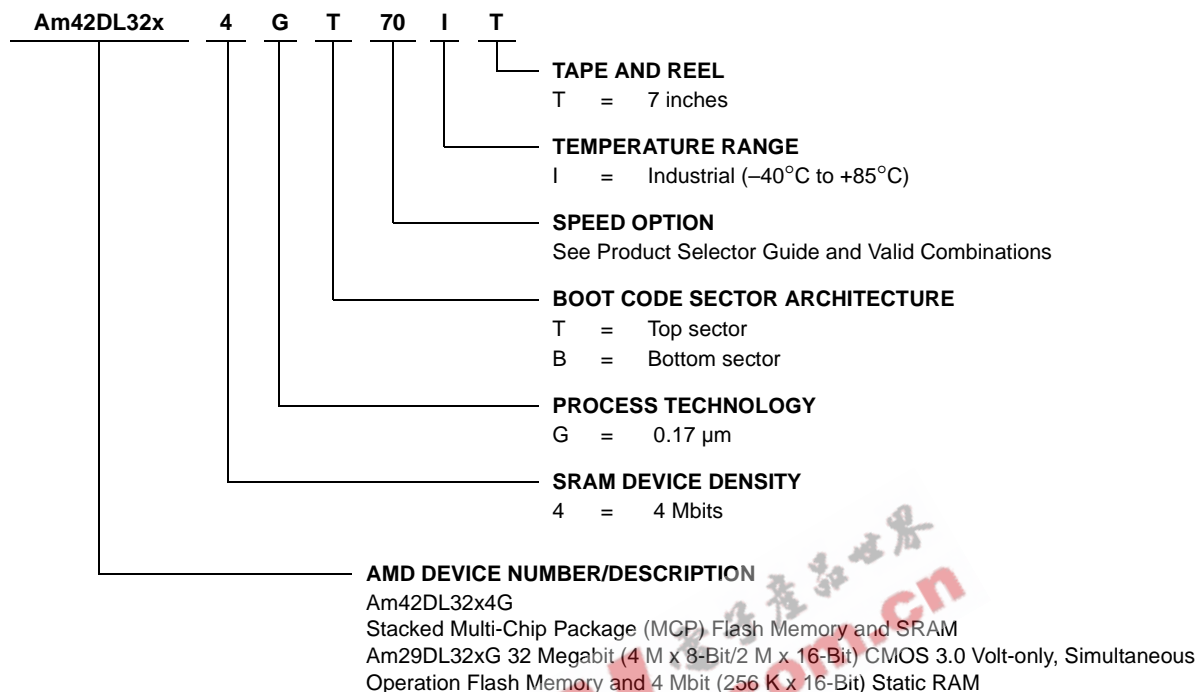 Am42DL32x 4 G T 70 I T
TAPE AND REEL
T = 7 inches
TEMPERATURE RANGE
I = Industrial (–40°C to +85°C)
SPEED OPTION
See Product Selector Guide and Valid Combinations
BOOT CODE SECTOR ARCHITECTURE
T = Top sector
B = Bottom sector
PROCESS TECHNOLOGY
G = 0.17 µm
SRAM DEVICE DENSITY
4 = 4 Mbits
AMD DEVICE NUMBER/DESCRIPTION
Am42DL32x4G
Stacked Multi-Chip Package (MCP) Flash Memory and SRAM
Am29DL32xG 32 Megabit (4 M x 8-Bit/2 M x 16-Bit) CMOS 3.0 Volt-only, Simultaneous
Operation Flash Memory and 4 Mbit (256 K x 16-Bit) Static RAM
com.cn